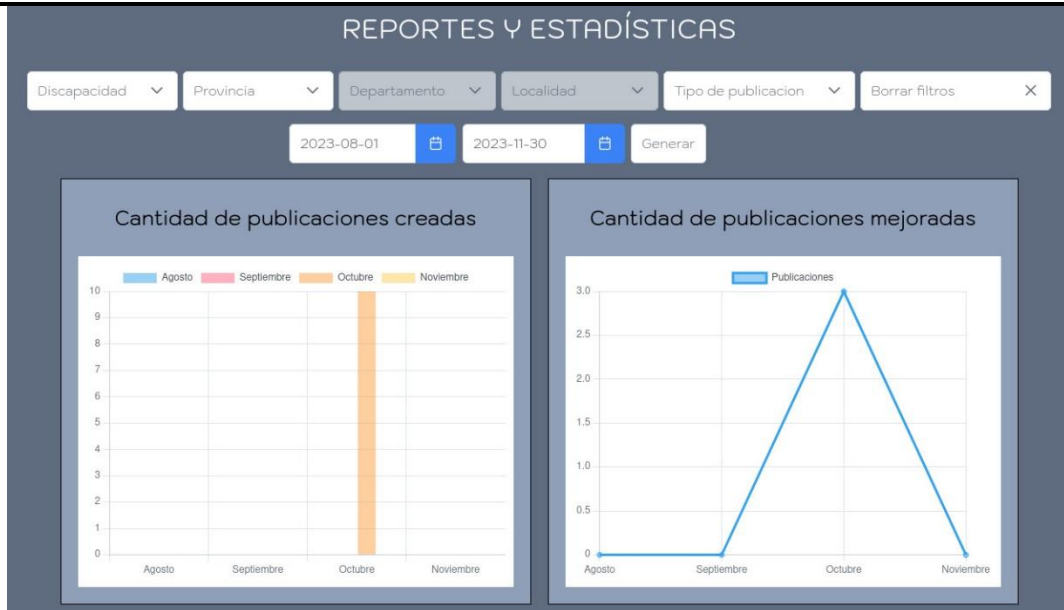 REPORTES Y ESTADÍSTICAS
Discapacidad Provincia Departamento Localidad Tipo de publicacion Borrar filtros
2023-08-01 2023-11-30 Generar
Cantidad de publicaciones creadas
Agosto Septiembre Octubre Noviembre
10
9
8
7
6
5
4
3
2
1
0
Agosto Septiembre Octubre Noviembre
Cantidad de publicaciones mejoradas
Publicaciones
3.0
2.5
2.0
1.5
1.0
0.5
0
Agosto Septiembre Octubre Noviembre